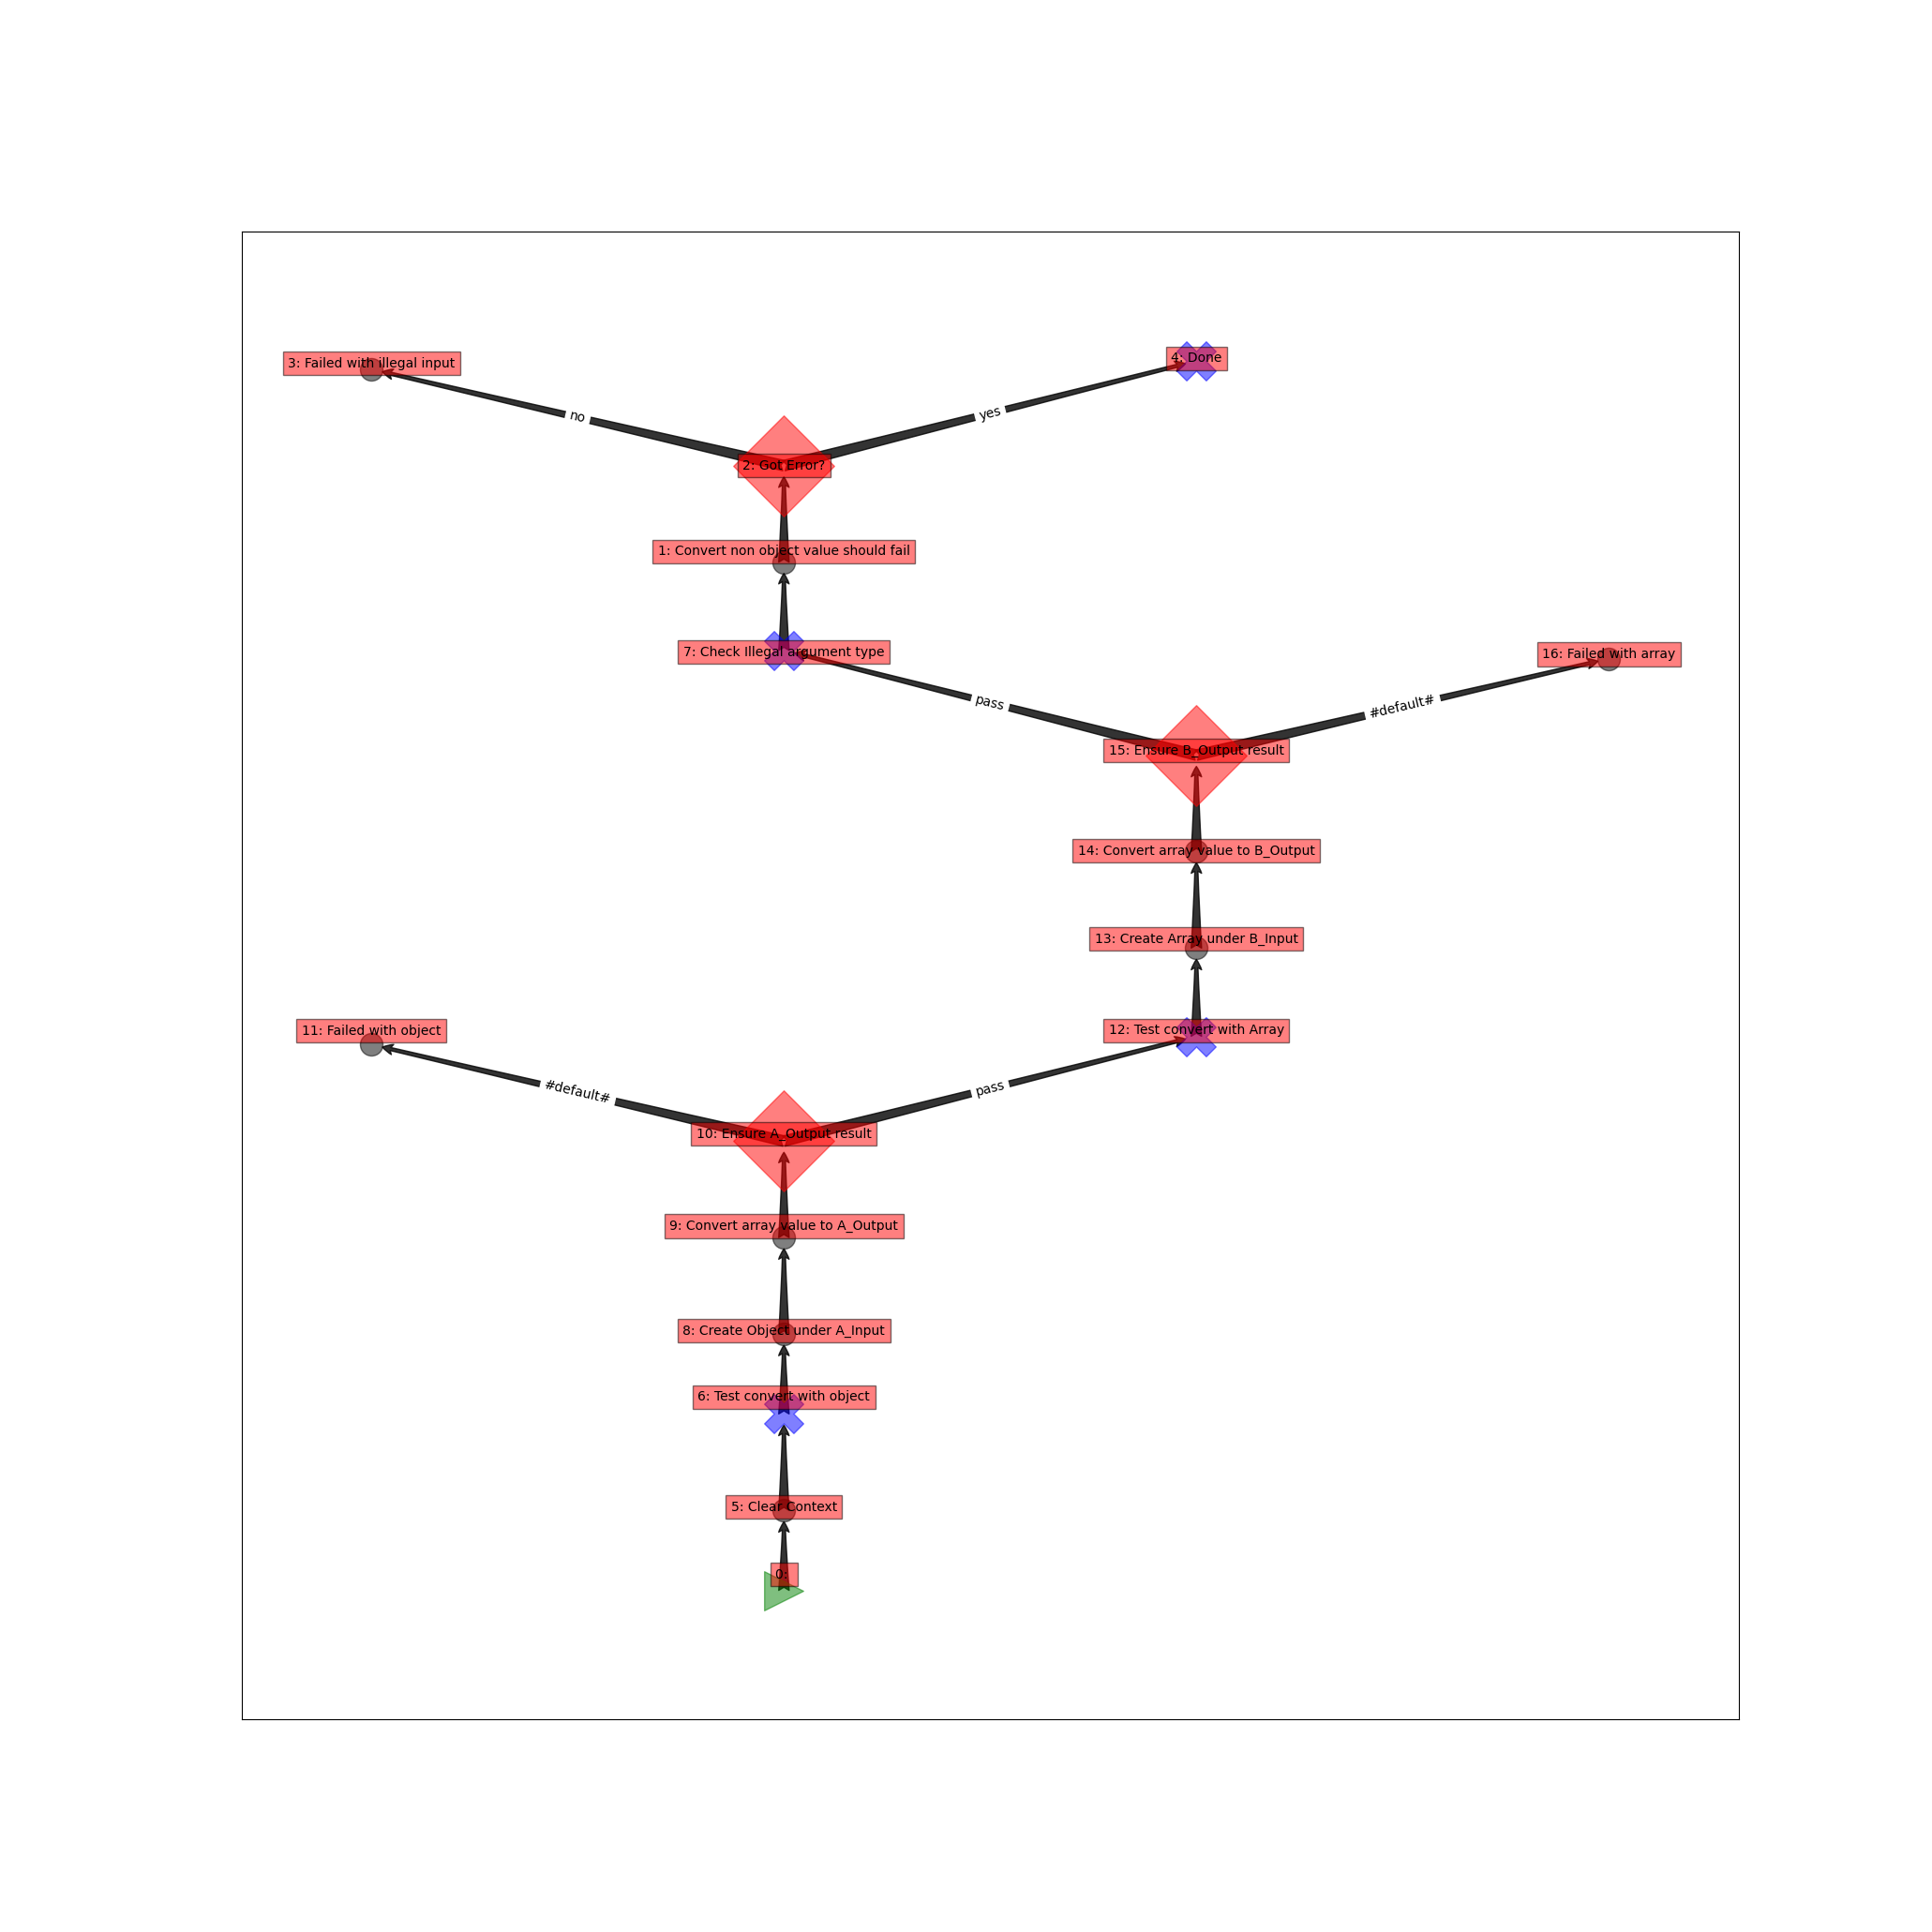 3: Failed with illegal input
4: Done
no
yes
2: Got Error?
1: Convert non object value should fail
7: Check Illegal argument type
16: Failed with array
pass
#default#
15: Ensure B_Output result
14: Convert array value to B_Output
13: Create Array under B_Input
11: Failed with object
12: Test convert with Array
#default#
pass
10: Ensure A_Output result
9: Convert array value to A_Output
8: Create Object under A_Input
6: Test convert with object
5: Clear Context
0: